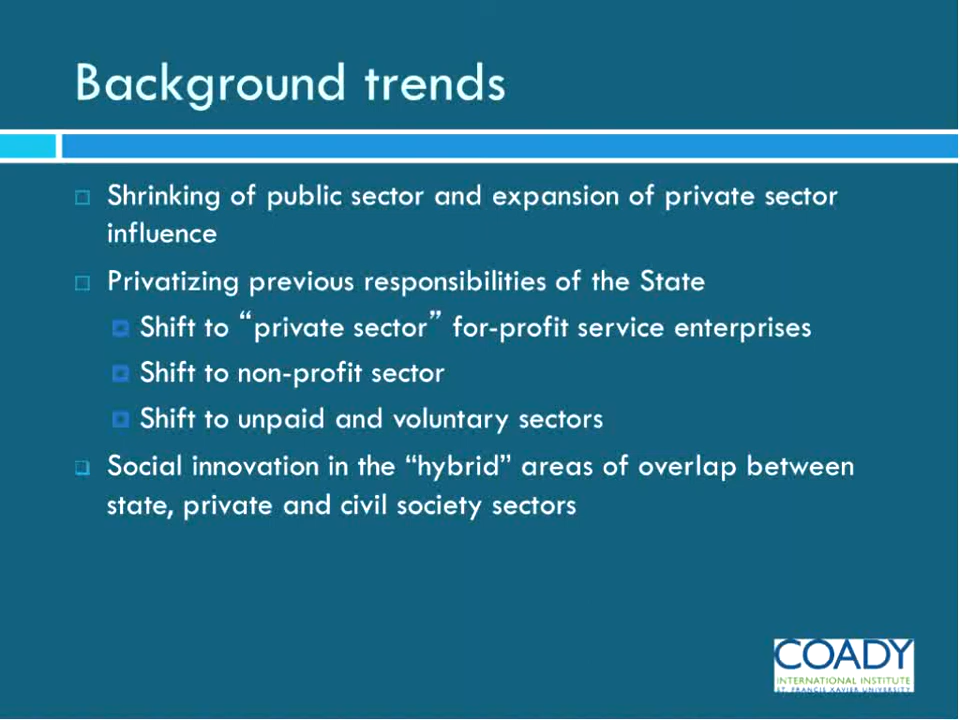 Background trends
Shrinking of public sector and expansion of private sector
influence
Privatizing previous responsibilities of the State
Shift to “private sector” for-profit service enterprises
Shift to non-profit sector
Shift to unpaid and voluntary sectors
Social innovation in the “hybrid” areas of overlap between
state, private and civil society sectors
COADY
INTERNATIONAL INSTITUTE
ST. FRANCIS XAVIER UNIVERSITY